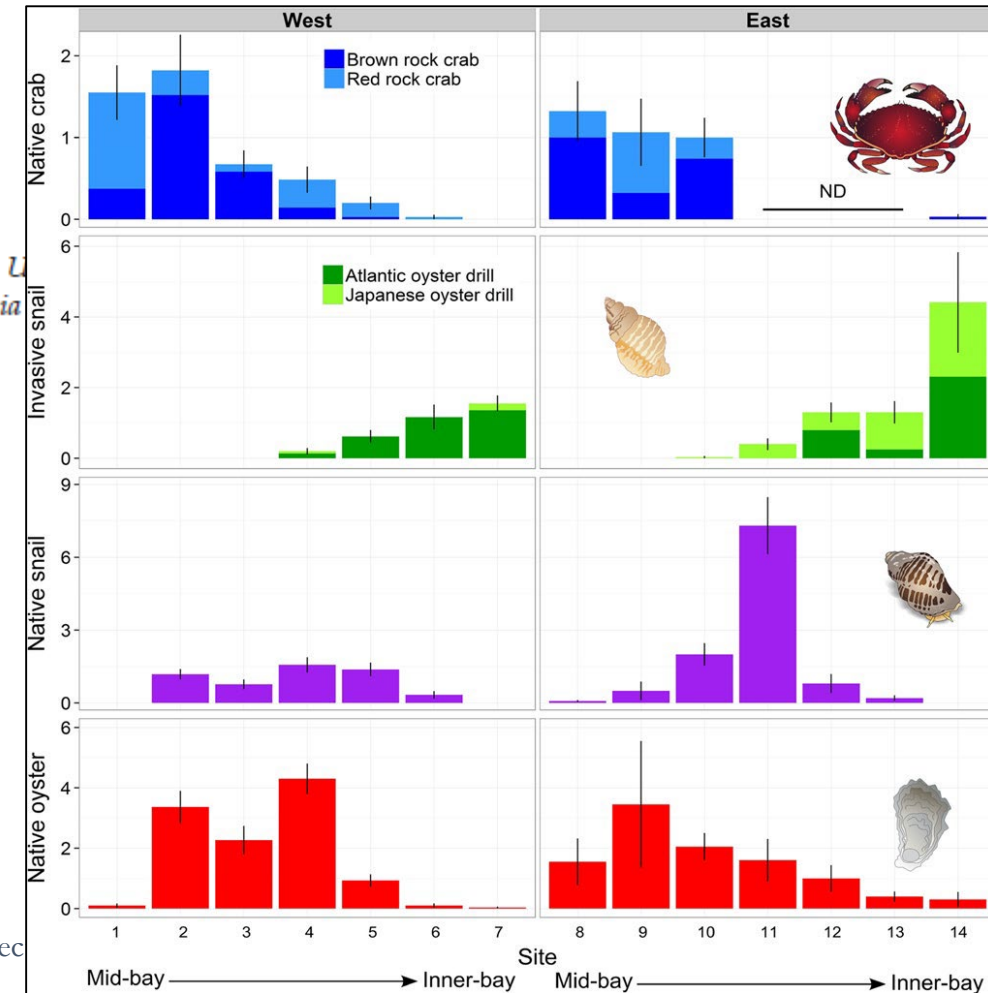 West
East
Native crab
2
1
0
Brown rock crab
Red rock crab
ND
U
ia
Invasive snail
6
4
2
0
Atlantic oyster drill
Japanese oyster drill
Native snail
9
6
3
0
Native oyster
6
4
2
0
1 2 3 4 5 6 7 8 9 10 11 12 13 14
ec
Site
Mid-bay Inner-bay Mid-bay Inner-bay